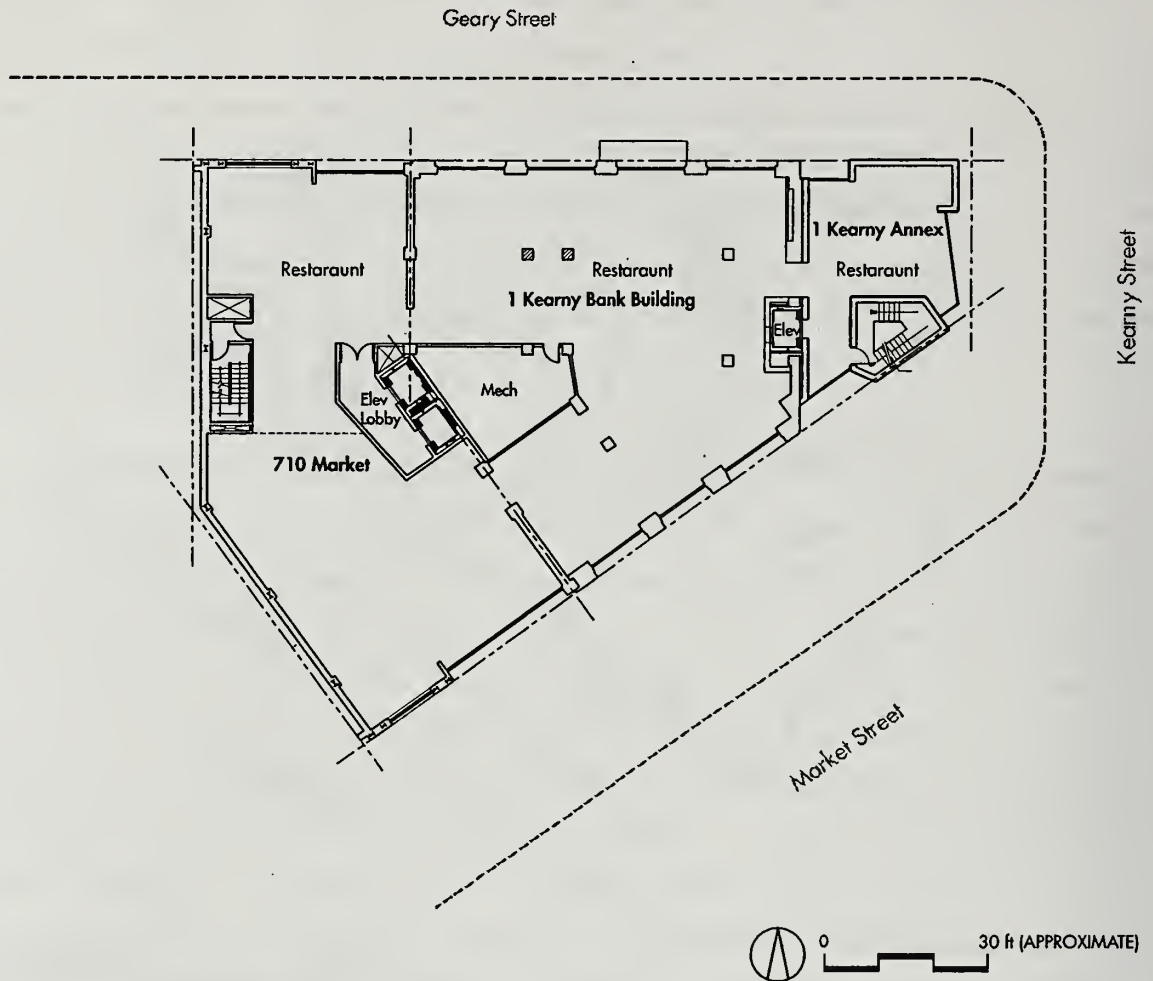 Geary Street
Kearny Street
1 Kearny Annex
Restaraunt
Restaraunt
Restaraunt
1 Kearny Bank Building
Elev
Mech
Elev
Lobby
710 Market
Market Street
0
30 ft (APPROXIMATE)